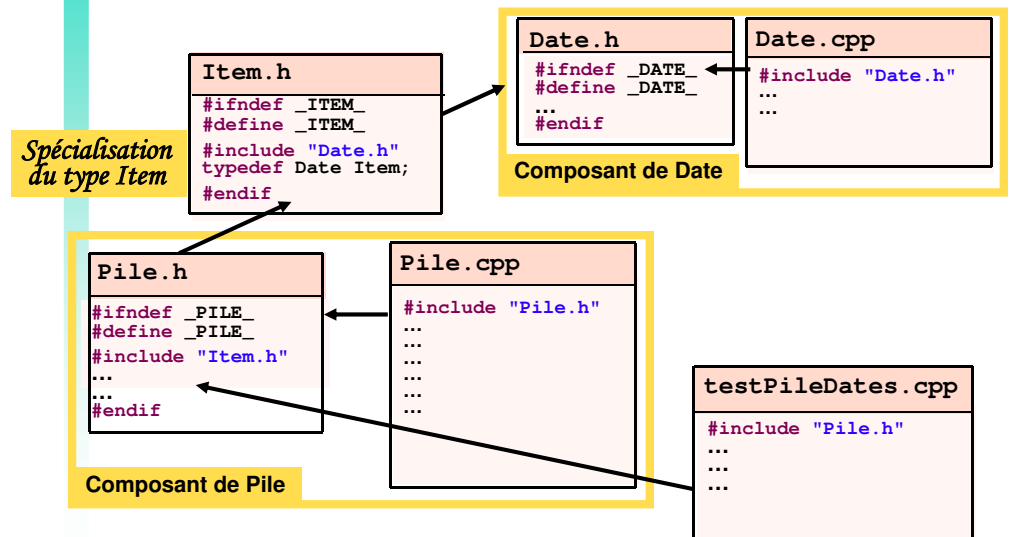 Date.h
#ifndef _DATE_
#define _DATE_
...
#endif
Date.cpp
#include "Date.h"
...
...
Composant de Date
Item.h
#ifndef _ITEM_
#define _ITEM_
#include "Date.h"
typedef Date Item;
#endif
Spécialisation
du type Item
Pile.h
#ifndef _PILE_
#define _PILE_
#include "Item.h"
...
...
#endif
Pile.cpp
#include "Pile.h"
...
...
...
...
...
...
Composant de Pile
testPileDates.cpp
#include "Pile.h"
...
...
...